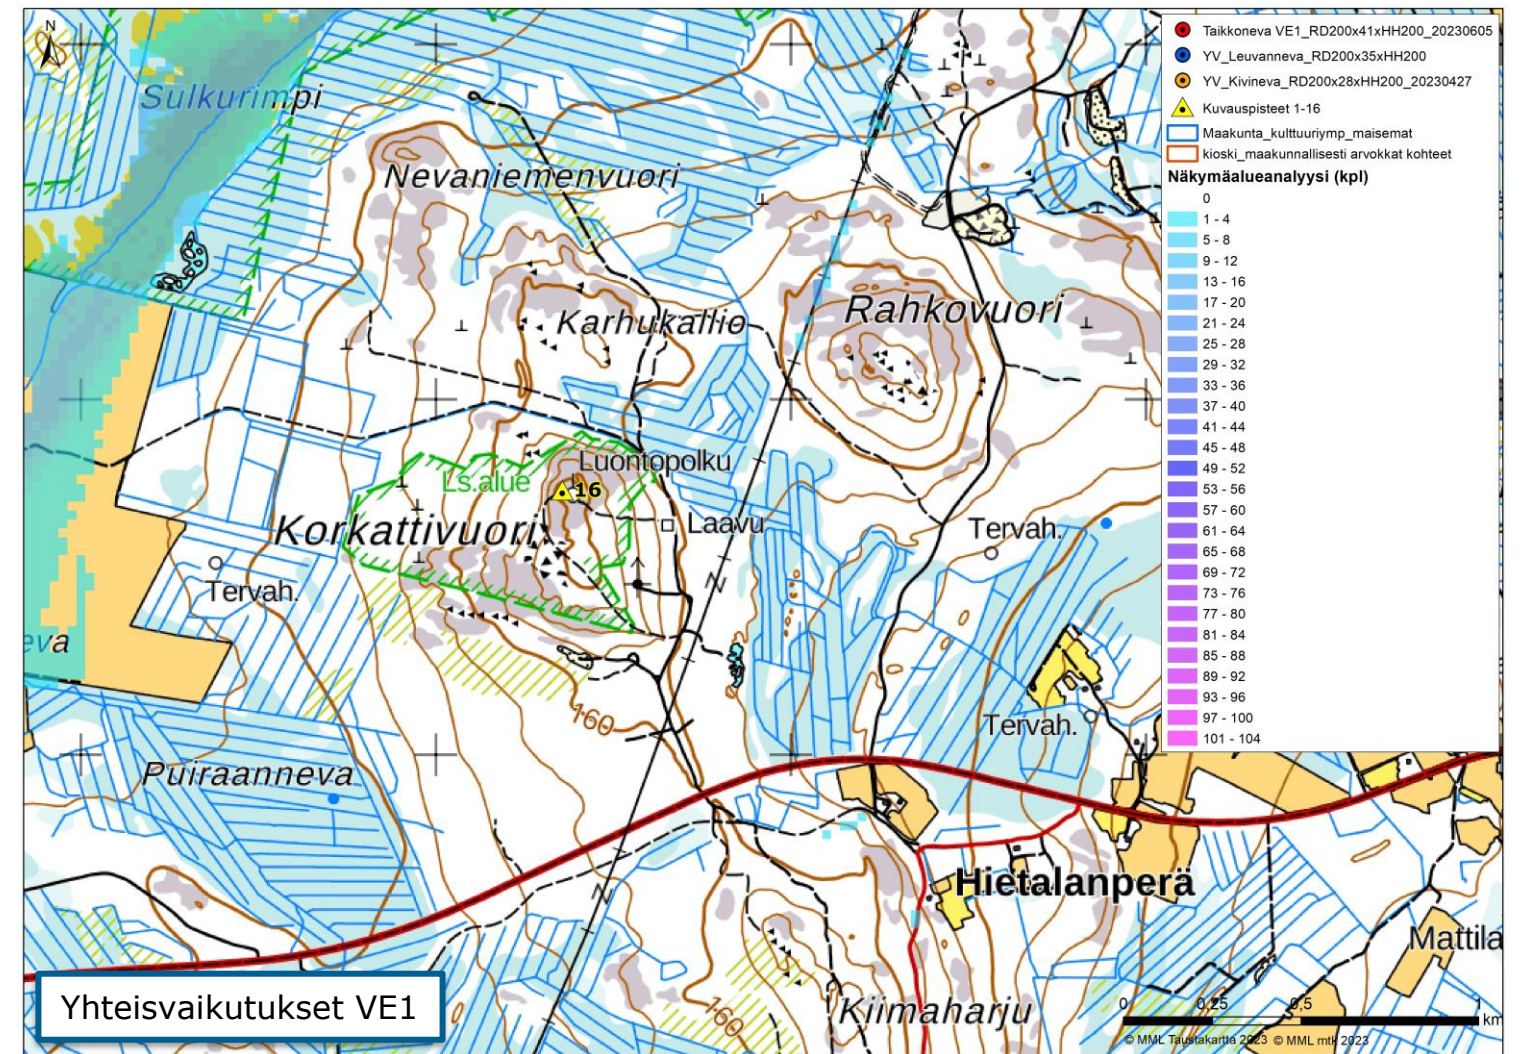 N
Sulkurimpi
Nevaniemenvuori
Karhukallio
Rahkovuori
Luontopolku
Ls.alue
16
Korkattivuori
Laavu
Tervah.
Tervah.
Tervah.
eva
N
160
Puiraanneva
N
Hietalanperä
Mattila
Kiimaharju
160
Yhteisvaikutukset VE1
Taikkoneva VE1_RD200x41xHH200_20230605
YV_Leuvanneva_RD200x35xHH200
YV_Kivineva_RD200x28xHH200_20230427
Kuvauspisteet 1-16
Maakunta_kulttuuriymp_maisemat
kioski_maakunnallisesti arvokkat kohteet
Näkymäalueanalyysi (kpl)
0
1 - 4
5 - 8
9 - 12
13 - 16
17 - 20
21 - 24
25 - 28
29 - 32
33 - 36
37 - 40
41 - 44
45 - 48
49 - 52
53 - 56
57 - 60
61 - 64
65 - 68
69 - 72
73 - 76
77 - 80
81 - 84
85 - 88
89 - 92
93 - 96
97 - 100
101 - 104
0 0,25 0,5 1
km
© MML Taustakartta 2023 © MML mtk 2023